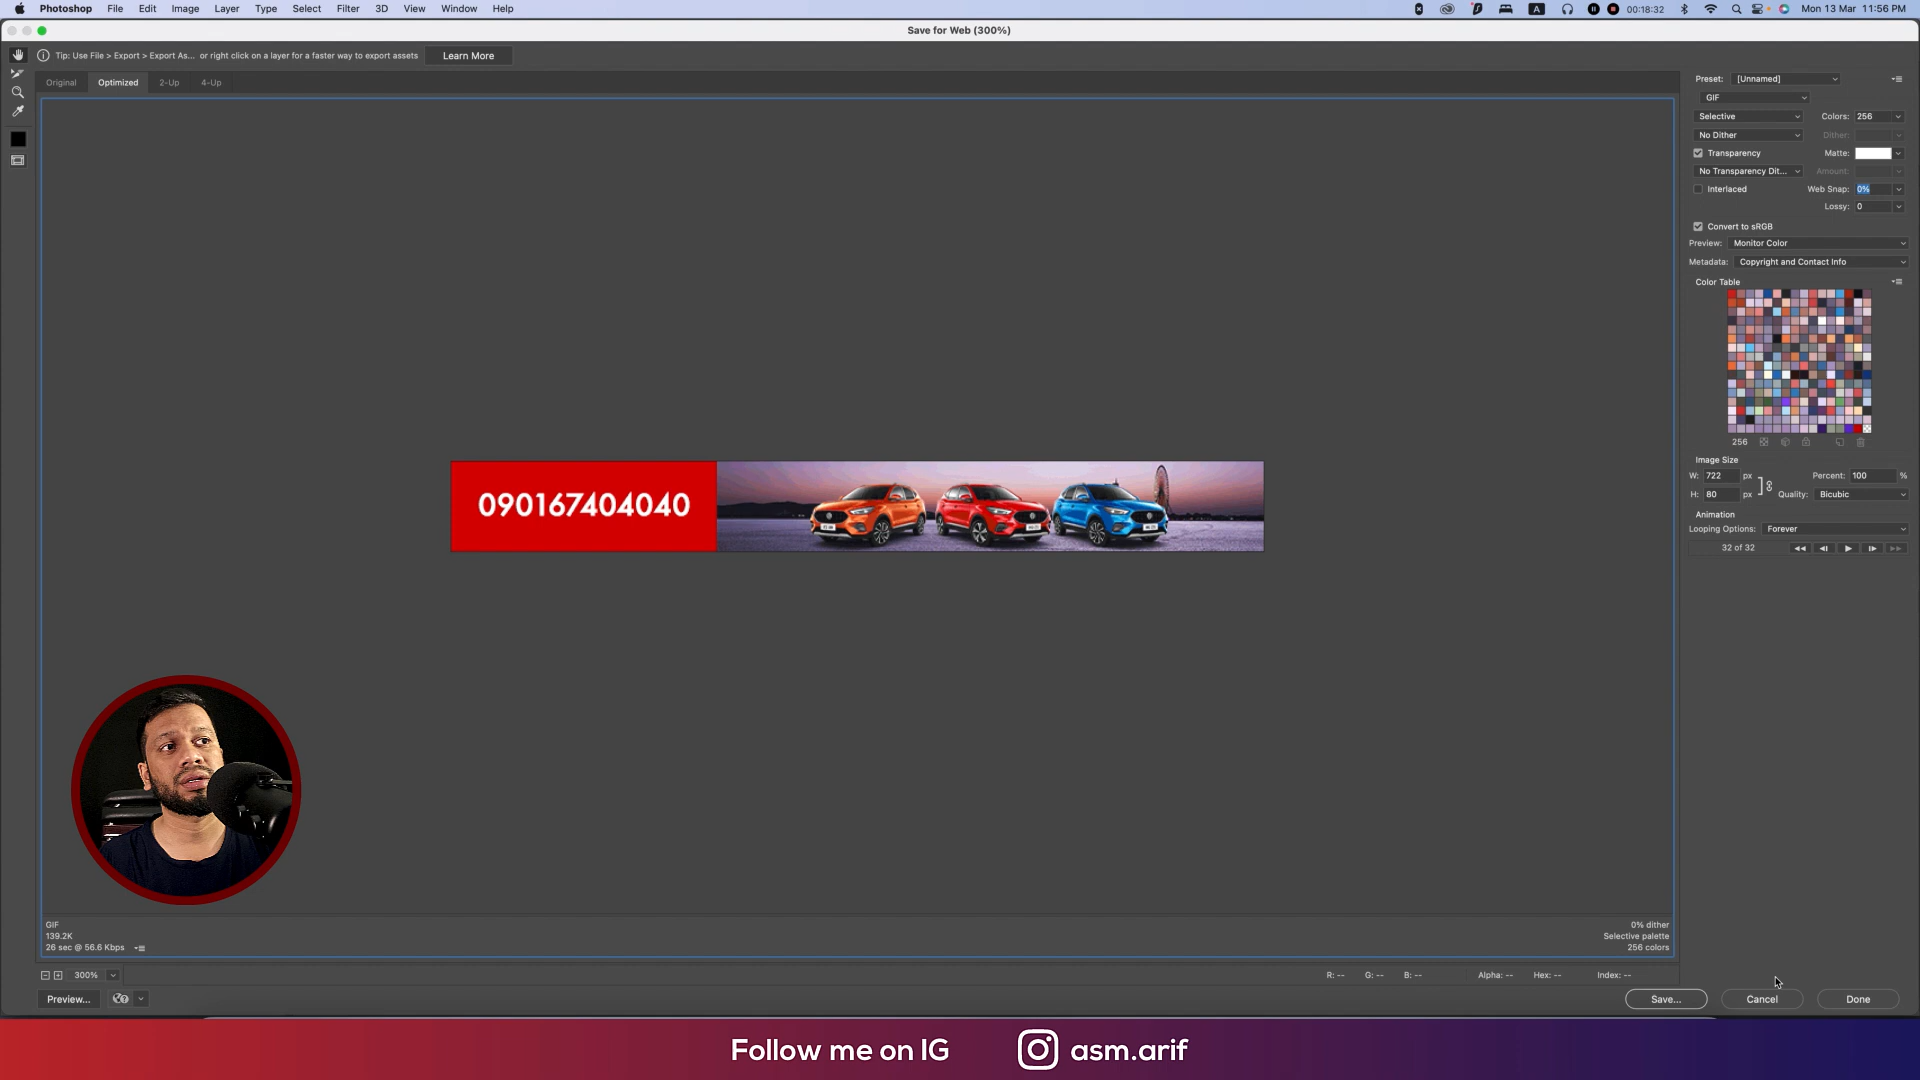 Photoshop File Edit Image Layer Type Select Filter 3D View Window Help 00:18:32 Mon 13 Mar 11:56 PM
Save for Web (300%)
Tip: Use File > Export > Export As... or right click on a layer for a faster way to export assets Learn More
Original Optimized 2-Up 4-Up
Preset: [Unnamed]
GIF
Selective Colors: 256
No Dither Dither:
Transparency Matte:
No Transparency Dit... Amount:
Interlaced Web Snap: 0%
Lossy: 0
Convert to sRGB
Preview: Monitor Color
Metadata: Copyright and Contact Info
Color Table
256
Image Size
W: 722 px Percent: 100 %
H: 80 px Quality: Bicubic
Animation
Looping Options: Forever
32 of 32
090167404040
GIF
139.2K
26 sec @ 56.6 Kbps
0% dither
Selective palette
256 colors
300% R: -- G: -- B: -- Alpha: -- Hex: -- Index: --
Preview... Save... Cancel Done
Follow me on IG asm.arif